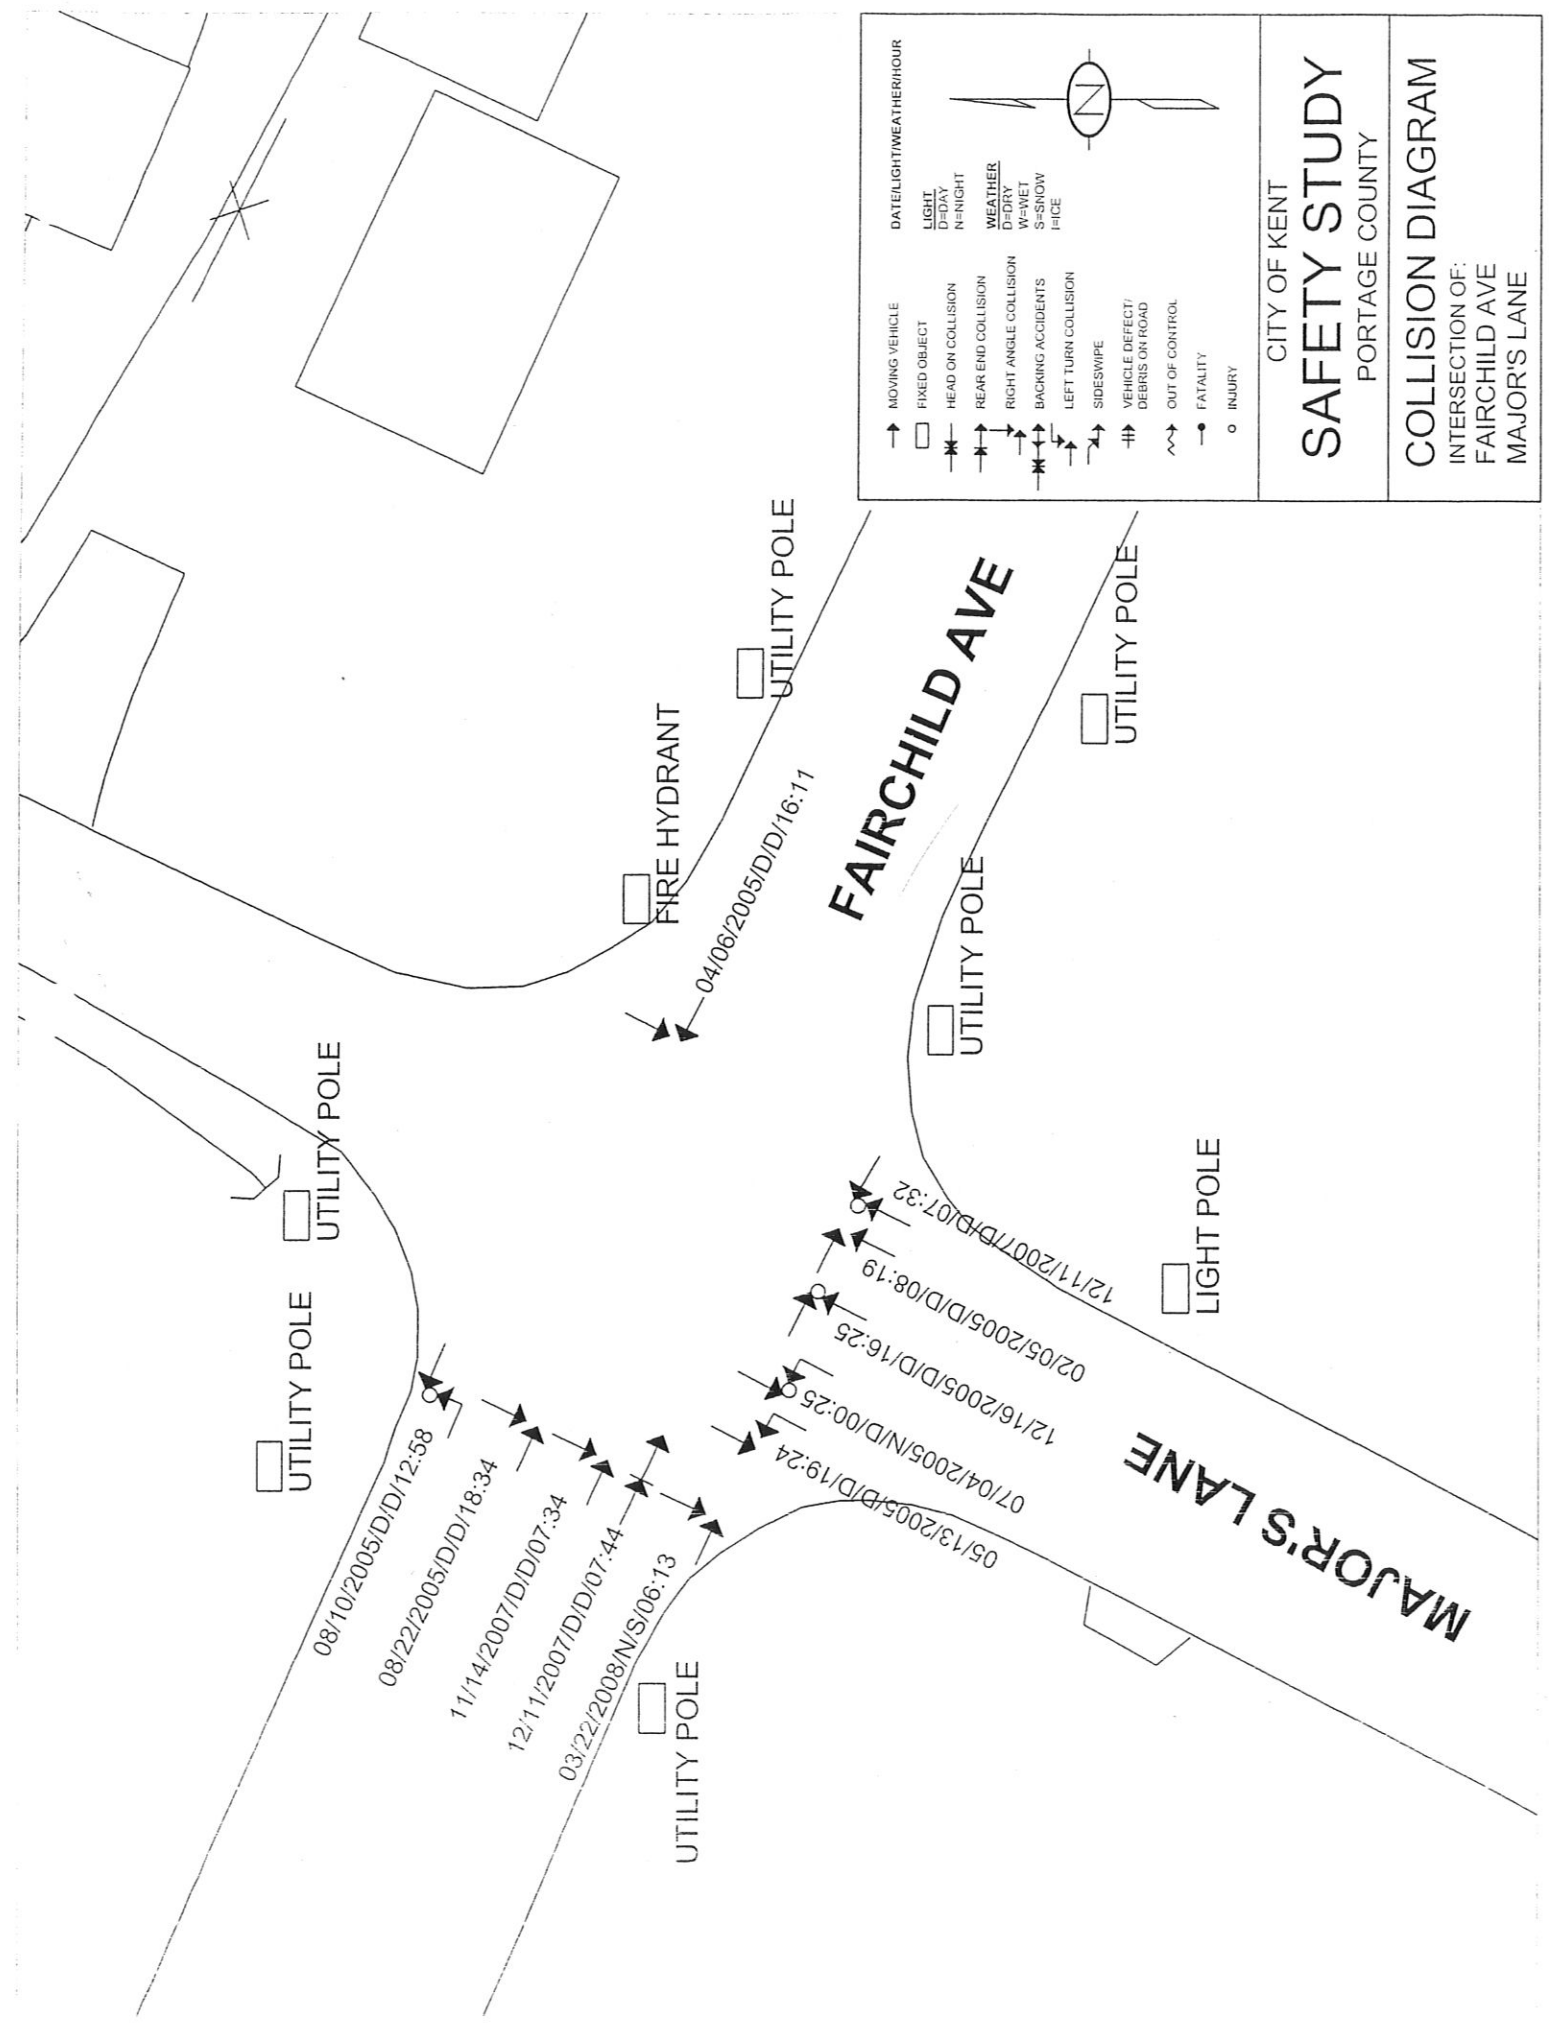 UTILITY POLE
UTILITY POLE
FIRE HYDRANT
UTILITY POLE
08/10/2005/D/D/12:58
08/22/2005/D/D/18:34
11/14/2007/D/D/07:34
12/11/2007/D/D/07:44
03/22/2008/N/S/06:13
04/06/2005/D/D/16:11
FAIRCHILD AVE
UTILITY POLE
05/13/2005/D/D/19:24
07/04/2005/N/D/00:25
12/16/2005/D/D/16:25
02/05/2005/D/D/08:19
12/11/2007/D/D/07:32
UTILITY POLE
UTILITY POLE
LIGHT POLE
MAJOR'S LANE
MOVING VEHICLE
FIXED OBJECT
HEAD ON COLLISION
REAR END COLLISION
RIGHT ANGLE COLLISION
BACKING ACCIDENTS
LEFT TURN COLLISION
SIDESWIPE
VEHICLE DEFECT/
DEBRIS ON ROAD
OUT OF CONTROL
FATALITY
INJURY
DATE/LIGHT/WEATHER/HOUR
LIGHT
D=DAY
N=NIGHT
WEATHER
D=DRY
W=WET
S=SNOW
I=ICE
N
CITY OF KENT
SAFETY STUDY
PORTAGE COUNTY
COLLISION DIAGRAM
INTERSECTION OF:
FAIRCHILD AVE
MAJOR'S LANE